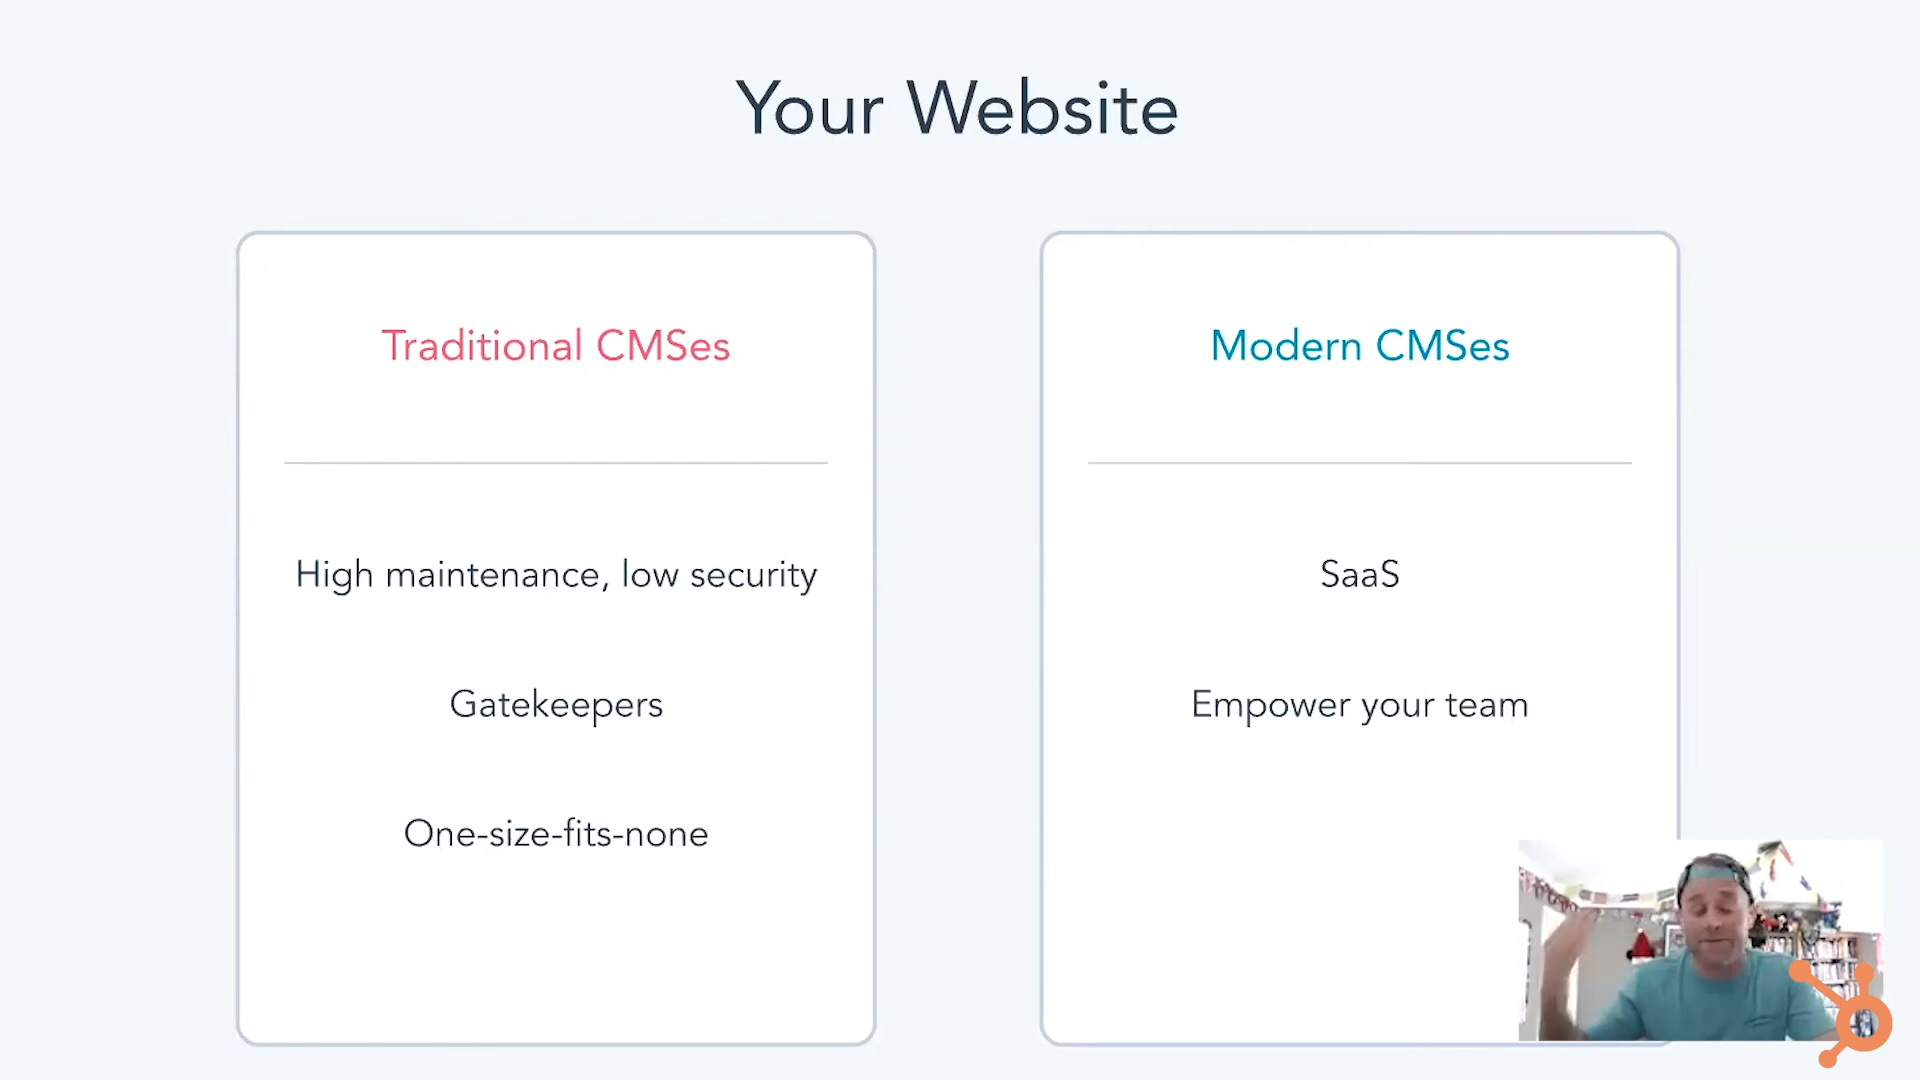 Your Website
Traditional CMSes
High maintenance, low security
Gatekeepers
One-size-fits-none
Modern CMSes
SaaS
Empower your team